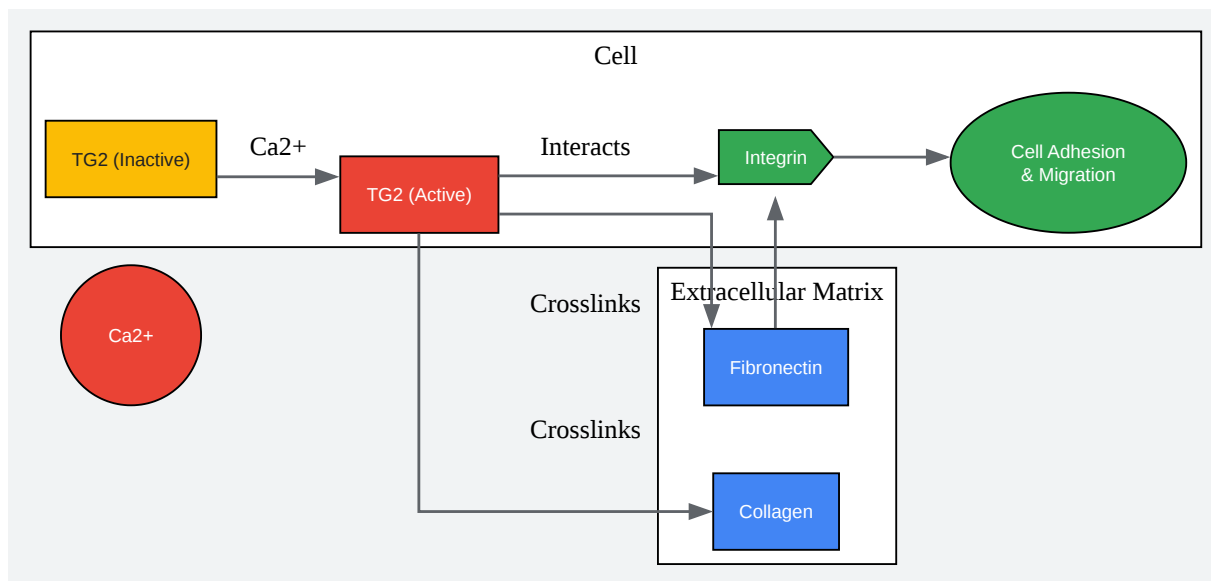 Cell
TG2 (Inactive)
Ca2+
TG2 (Active)
Interacts
Integrin
Cell Adhesion
& Migration
Ca2+
Crosslinks
Extracellular Matrix
Fibronectin
Crosslinks
Collagen